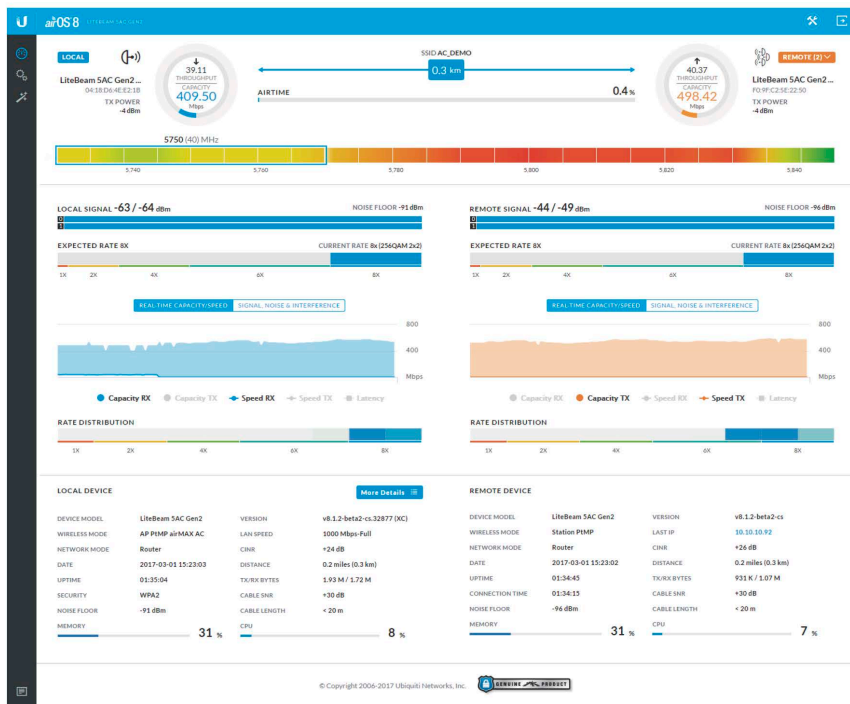 airOS 8 LITEBEAM 5AC GEN2
LOCAL
LiteBeam 5AC Gen2 ...
04:18:D6:4E:E2:1B
TX POWER
-4 dBm
39.11
THROUGHPUT
CAPACITY
409.50
Mbps
SSID AC_DEMO
0.3 km
AIRTIME 0.4 %
40.37
THROUGHPUT
CAPACITY
498.42
Mbps
REMOTE (2)
LiteBeam 5AC Gen2 ...
F0:9F:C2:5E:22:50
TX POWER
-4 dBm
5750 (40) MHz
5,740 5,760 5,780 5,800 5,820 5,840
LOCAL SIGNAL -63 / -64 dBm NOISE FLOOR -91 dBm
0
1
EXPECTED RATE 8X CURRENT RATE 8x (256QAM 2x2)
1X 2X 4X 6X 8X
REAL-TIME CAPACITY/SPEED SIGNAL, NOISE & INTERFERENCE
800
400
Mbps
Capacity RX Capacity TX Speed RX Speed TX Latency
RATE DISTRIBUTION
1X 2X 4X 6X 8X
REMOTE SIGNAL -44 / -49 dBm NOISE FLOOR -96 dBm
0
1
EXPECTED RATE 8X CURRENT RATE 8x (256QAM 2x2)
1X 2X 4X 6X 8X
REAL-TIME CAPACITY/SPEED SIGNAL, NOISE & INTERFERENCE
800
400
Mbps
Capacity RX Capacity TX Speed RX Speed TX Latency
RATE DISTRIBUTION
1X 2X 4X 6X 8X
LOCAL DEVICE More Details
DEVICE MODEL LiteBeam 5AC Gen2 VERSION v8.1.2-beta2-cs.32877 (XC)
WIRELESS MODE AP PtMP airMAX AC LAN SPEED 1000 Mbps-Full
NETWORK MODE Router CINR +24 dB
DATE 2017-03-01 15:23:03 DISTANCE 0.2 miles (0.3 km)
UPTIME 01:35:04 TX/RX BYTES 1.93 M / 1.72 M
SECURITY WPA2 CABLE SNR +30 dB
NOISE FLOOR -91 dBm CABLE LENGTH < 20 m
MEMORY 31 % CPU 8 %
REMOTE DEVICE
DEVICE MODEL LiteBeam 5AC Gen2 VERSION v8.1.2-beta2-cs
WIRELESS MODE Station PtMP LAST IP 10.10.10.92
NETWORK MODE Router CINR +26 dB
DATE 2017-03-01 15:23:02 DISTANCE 0.2 miles (0.3 km)
UPTIME 01:34:45 TX/RX BYTES 931 K / 1.07 M
CONNECTION TIME 01:34:15 CABLE SNR +30 dB
NOISE FLOOR -96 dBm CABLE LENGTH < 20 m
MEMORY 31 % CPU 7 %
© Copyright 2006-2017 Ubiquiti Networks, Inc. GENUINE PRODUCT